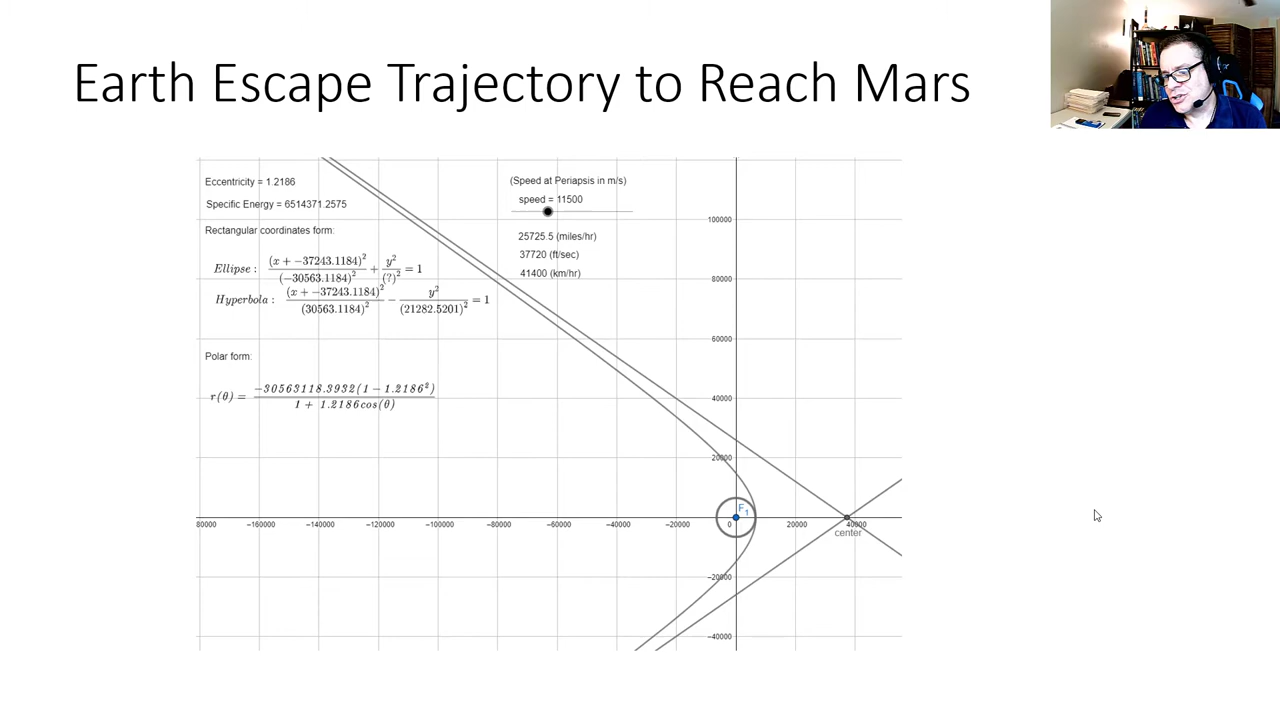 Earth Escape Trajectory to Reach Mars
Eccentricity = 1.2186
Specific Energy = 6514371.2575
Rectangular coordinates form:
Ellipse : (x + −37243.1184)² / (−30563.1184)² + y² / (?)² = 1
Hyperbola : (x + −37243.1184)² / (30563.1184)² − y² / (21282.5201)² = 1
Polar form:
r(θ) = −30563118.3932(1 − 1.2186²) / 1 + 1.2186cos(θ)
(Speed at Periapsis in m/s)
speed = 11500
25725.5 (miles/hr)
37720 (ft/sec)
41400 (km/hr)
100000
80000
60000
40000
20000
F₁
80000 −160000 −140000 −120000 −100000 −80000 −60000 −40000 −20000 0 20000 40000
center
−20000
−40000